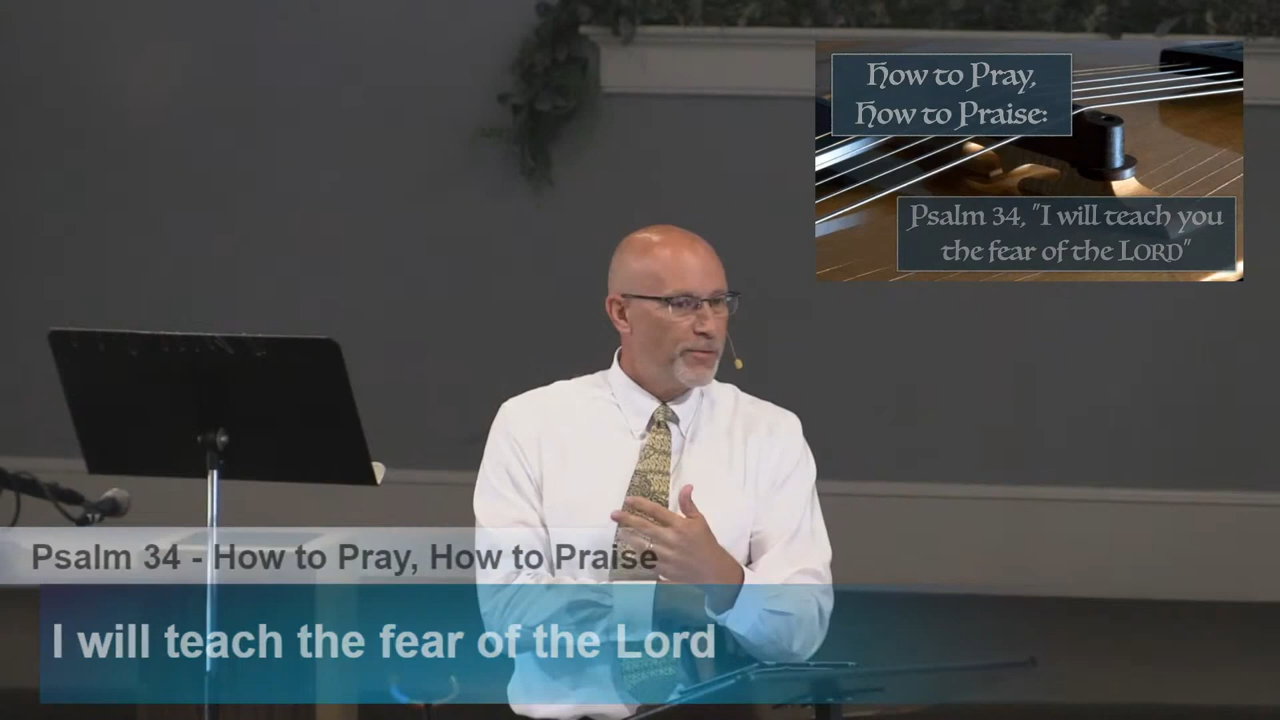 How to Pray,
How to Praise:
Psalm 34, "I will teach you
the fear of the LORD"
Psalm 34 - How to Pray, How to Praise
I will teach the fear of the Lord